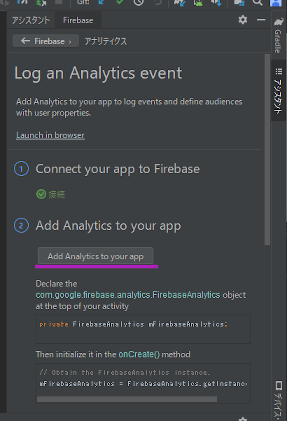 Git:
アシスタント Firebase
← Firebase › アナリティクス
Log an Analytics event
Add Analytics to your app to log events and define audiences
with user properties.
Launch in browser
1 Connect your app to Firebase
接続
2 Add Analytics to your app
Add Analytics to your app
Declare the
com.google.firebase.analytics.FirebaseAnalytics object
at the top of your activity
private FirebaseAnalytics mFirebaseAnalytics;
Then initialize it in the onCreate() method
// Obtain the FirebaseAnalytics instance.
mFirebaseAnalytics = FirebaseAnalytics.getInstance
Gradle
アシスタント
デバイス・